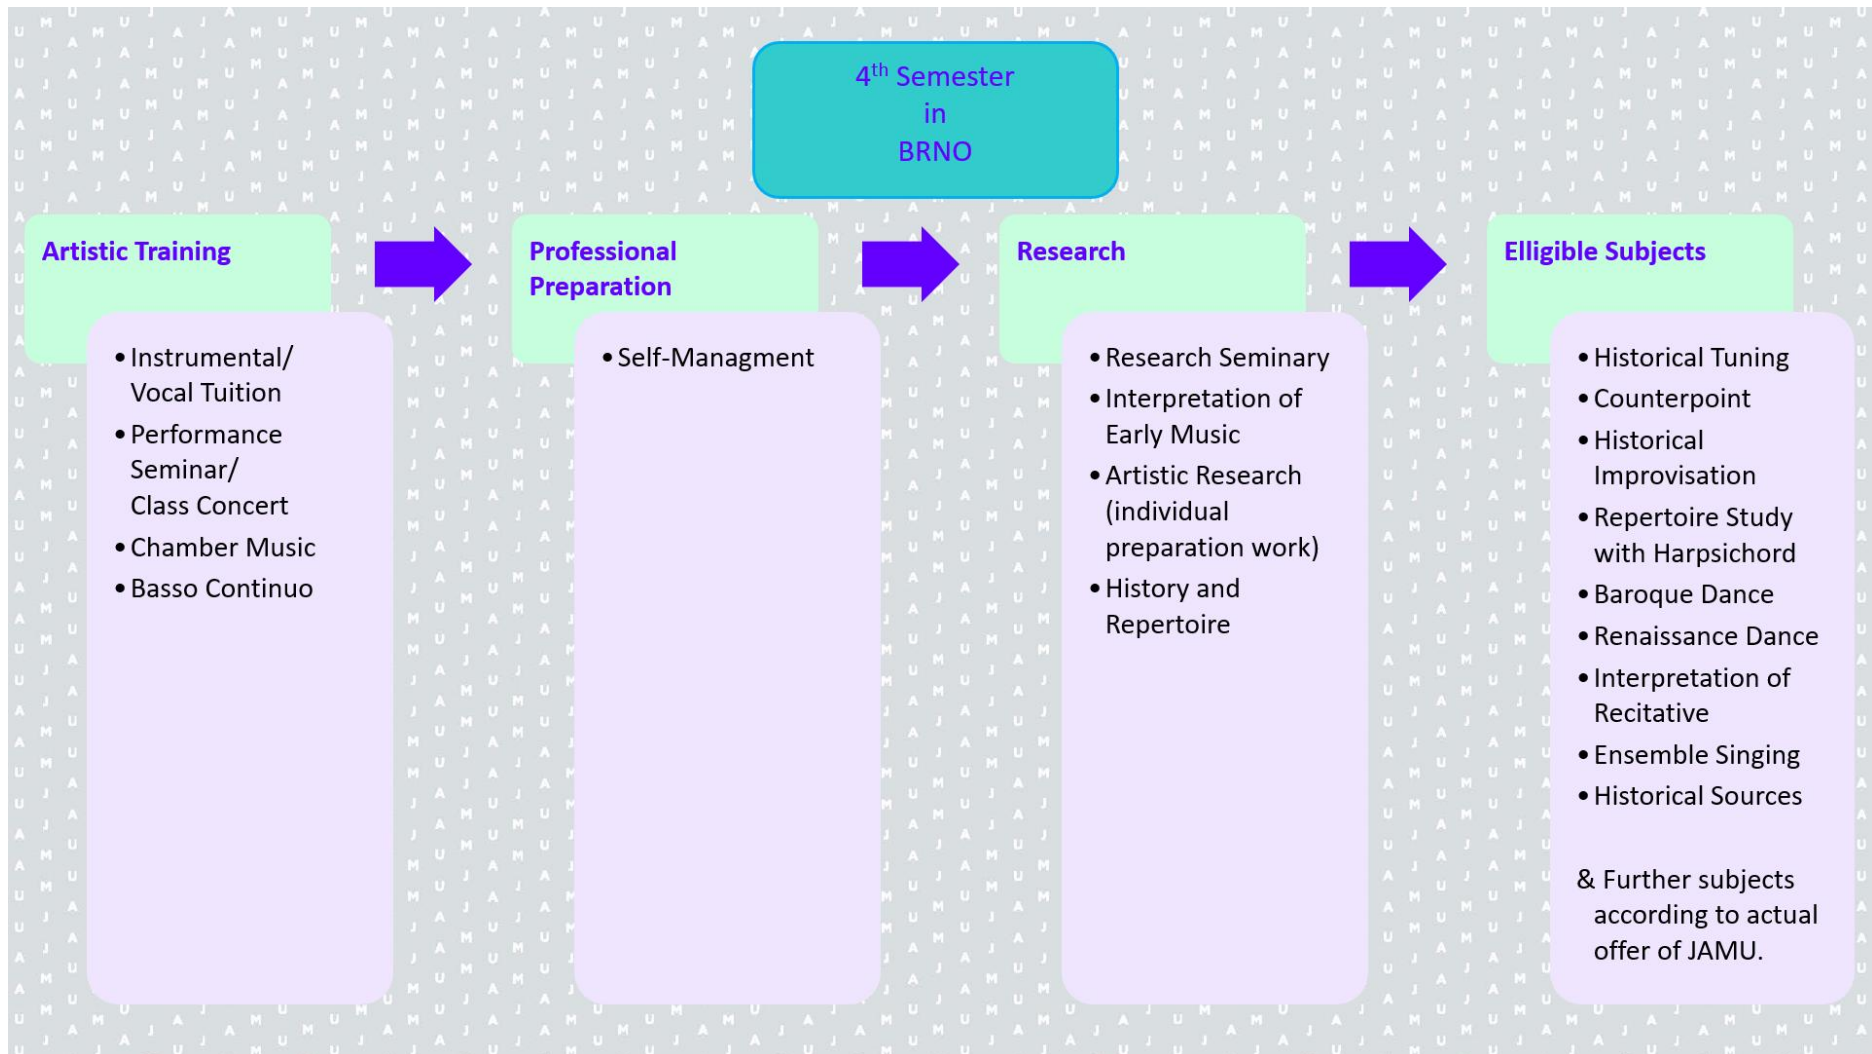 4th Semester
in
BRNO
Artistic Training
• Instrumental/
Vocal Tuition
• Performance
Seminar/
Class Concert
• Chamber Music
• Basso Continuo
Professional
Preparation
• Self-Managment
Research
• Research Seminary
• Interpretation of
Early Music
• Artistic Research
(individual
preparation work)
• History and
Repertoire
Elligible Subjects
• Historical Tuning
• Counterpoint
• Historical
Improvisation
• Repertoire Study
with Harpsichord
• Baroque Dance
• Renaissance Dance
• Interpretation of
Recitative
• Ensemble Singing
• Historical Sources
& Further subjects
according to actual
offer of JAMU.